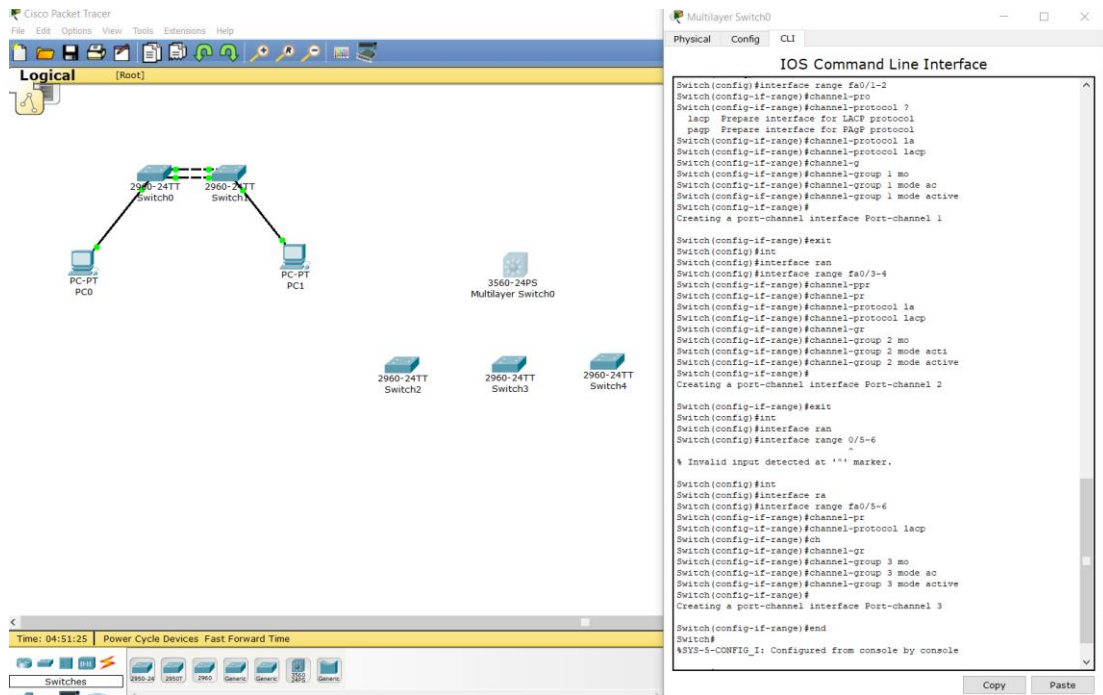 Cisco Packet Tracer
File Edit Options View Tools Extensions Help
Logical [Root]
2960-24TT
Switch0
2960-24TT
Switch1
PC-PT
PC0
PC-PT
PC1
3560-24PS
Multilayer Switch0
2960-24TT
Switch2
2960-24TT
Switch3
2960-24TT
Switch4
Time: 04:51:25 Power Cycle Devices Fast Forward Time
Switches
2950-24 2950T 2960 Generic Generic 3560 24PS Generic
Multilayer Switch0
Physical Config CLI
IOS Command Line Interface
Switch(config)#interface range fa0/1-2
Switch(config-if-range)#channel-pro
Switch(config-if-range)#channel-protocol ?
lacp Prepare interface for LACP protocol
pagp Prepare interface for PAgP protocol
Switch(config-if-range)#channel-protocol la
Switch(config-if-range)#channel-protocol lacp
Switch(config-if-range)#channel-g
Switch(config-if-range)#channel-group 1 mo
Switch(config-if-range)#channel-group 1 mode ac
Switch(config-if-range)#channel-group 1 mode active
Switch(config-if-range)#
Creating a port-channel interface Port-channel 1
Switch(config-if-range)#exit
Switch(config)#int
Switch(config)#interface ran
Switch(config)#interface range fa0/3-4
Switch(config-if-range)#channel-ppr
Switch(config-if-range)#channel-pr
Switch(config-if-range)#channel-protocol la
Switch(config-if-range)#channel-protocol lacp
Switch(config-if-range)#channel-gr
Switch(config-if-range)#channel-group 2 mo
Switch(config-if-range)#channel-group 2 mode acti
Switch(config-if-range)#channel-group 2 mode active
Switch(config-if-range)#
Creating a port-channel interface Port-channel 2
Switch(config-if-range)#exit
Switch(config)#int
Switch(config)#interface ran
Switch(config)#interface range 0/5-6
^
% Invalid input detected at '^' marker.
Switch(config)#int
Switch(config)#interface ra
Switch(config)#interface range fa0/5-6
Switch(config-if-range)#channel-pr
Switch(config-if-range)#channel-protocol lacp
Switch(config-if-range)#ch
Switch(config-if-range)#channel-gr
Switch(config-if-range)#channel-group 3 mo
Switch(config-if-range)#channel-group 3 mode ac
Switch(config-if-range)#channel-group 3 mode active
Switch(config-if-range)#
Creating a port-channel interface Port-channel 3
Switch(config-if-range)#end
Switch#
%SYS-5-CONFIG_I: Configured from console by console
Copy Paste